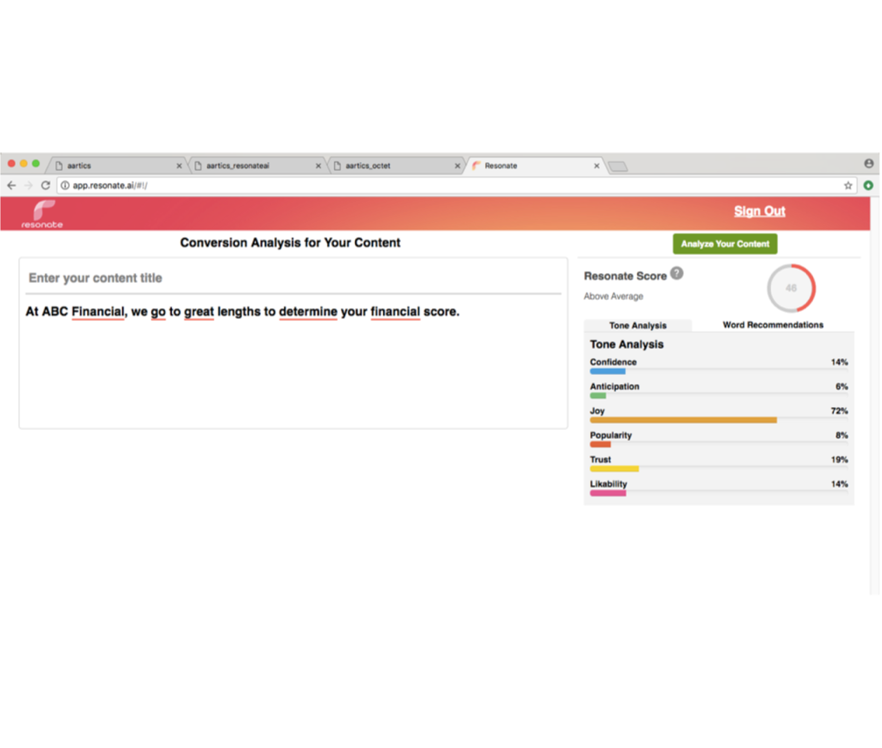 aartics
aartics_resonateai
aartics_octet
Resonate
app.resonate.ai/#!/
resonate
Sign Out
Conversion Analysis for Your Content
Analyze Your Content
Enter your content title
At ABC Financial, we go to great lengths to determine your financial score.
Resonate Score ?
Above Average
46
Tone Analysis Word Recommendations
Tone Analysis
Confidence 14%
Anticipation 6%
Joy 72%
Popularity 8%
Trust 19%
Likability 14%